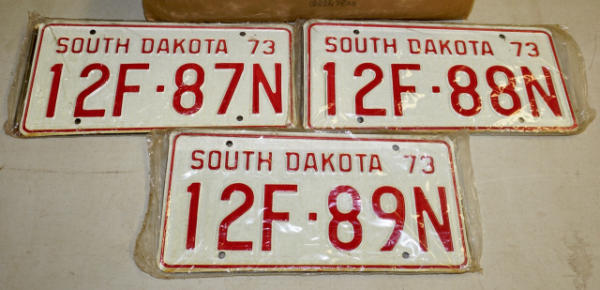 SOUTH DAKOTA 73
12F·87N
SOUTH DAKOTA 73
12F·88N
SOUTH DAKOTA 73
12F·89N